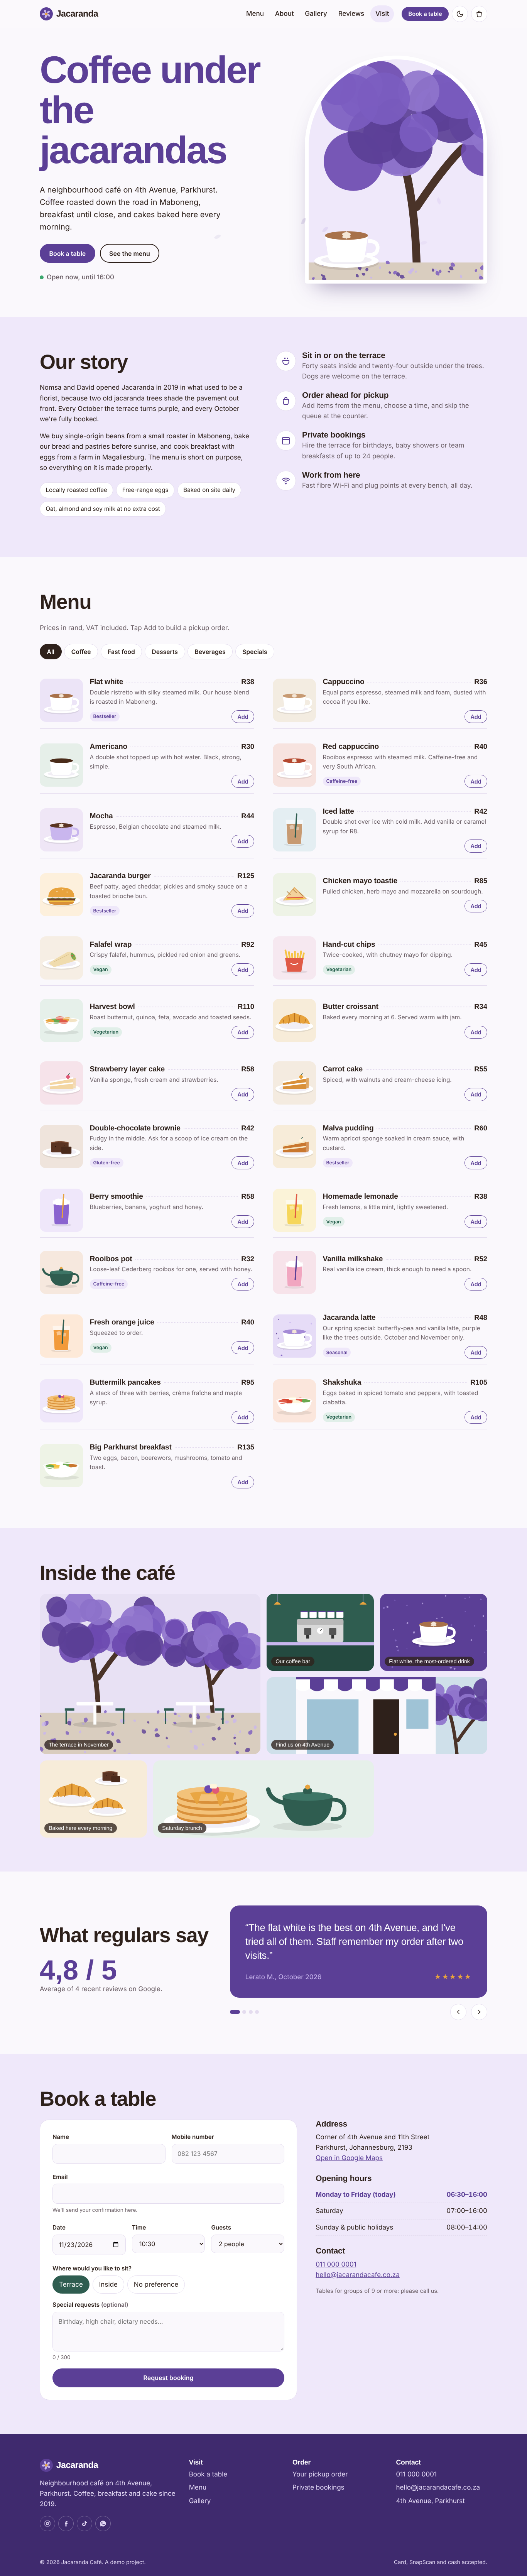 Jacaranda
Menu
About
Gallery
Reviews
Visit
Book a table
Coffee under
the
jacarandas
A neighbourhood café on 4th Avenue, Parkhurst.
Coffee roasted down the road in Maboneng,
breakfast until close, and cakes baked here every
morning.
Book a table
See the menu
Open now, until 16:00
Our story
Nomsa and David opened Jacaranda in 2019 in what used to be a
florist, because two old jacaranda trees shade the pavement out
front. Every October the terrace turns purple, and every October
we're fully booked.
We buy single-origin beans from a small roaster in Maboneng, bake
our bread and pastries before sunrise, and cook breakfast with
eggs from a farm in Magaliesburg. The menu is short on purpose,
so everything on it is made properly.
Locally roasted coffee
Free-range eggs
Baked on site daily
Oat, almond and soy milk at no extra cost
Sit in or on the terrace
Forty seats inside and twenty-four outside under the trees.
Dogs are welcome on the terrace.
Order ahead for pickup
Add items from the menu, choose a time, and skip the
queue at the counter.
Private bookings
Hire the terrace for birthdays, baby showers or team
breakfasts of up to 24 people.
Work from here
Fast fibre Wi-Fi and plug points at every bench, all day.
Menu
Prices in rand, VAT included. Tap Add to build a pickup order.
All
Coffee
Fast food
Desserts
Beverages
Specials
Flat white R38
Double ristretto with silky steamed milk. Our house blend
is roasted in Maboneng.
Bestseller
Add
Cappuccino R36
Equal parts espresso, steamed milk and foam, dusted with
cocoa if you like.
Add
Americano R30
A double shot topped up with hot water. Black, strong,
simple.
Add
Red cappuccino R40
Rooibos espresso with steamed milk. Caffeine-free and
very South African.
Caffeine-free
Add
Mocha R44
Espresso, Belgian chocolate and steamed milk.
Add
Iced latte R42
Double shot over ice with cold milk. Add vanilla or caramel
syrup for R8.
Add
Jacaranda burger R125
Beef patty, aged cheddar, pickles and smoky sauce on a
toasted brioche bun.
Bestseller
Add
Chicken mayo toastie R85
Pulled chicken, herb mayo and mozzarella on sourdough.
Add
Falafel wrap R92
Crispy falafel, hummus, pickled red onion and greens.
Vegan
Add
Hand-cut chips R45
Twice-cooked, with chutney mayo for dipping.
Vegetarian
Add
Harvest bowl R110
Roast butternut, quinoa, feta, avocado and toasted seeds.
Vegetarian
Add
Butter croissant R34
Baked every morning at 6. Served warm with jam.
Add
Strawberry layer cake R58
Vanilla sponge, fresh cream and strawberries.
Add
Carrot cake R55
Spiced, with walnuts and cream-cheese icing.
Add
Double-chocolate brownie R42
Fudgy in the middle. Ask for a scoop of ice cream on the
side.
Gluten-free
Add
Malva pudding R60
Warm apricot sponge soaked in cream sauce, with
custard.
Bestseller
Add
Berry smoothie R58
Blueberries, banana, yoghurt and honey.
Add
Homemade lemonade R38
Fresh lemons, a little mint, lightly sweetened.
Vegan
Add
Rooibos pot R32
Loose-leaf Cederberg rooibos for one, served with honey.
Caffeine-free
Add
Vanilla milkshake R52
Real vanilla ice cream, thick enough to need a spoon.
Add
Fresh orange juice R40
Squeezed to order.
Vegan
Add
Jacaranda latte R48
Our spring special: butterfly-pea and vanilla latte, purple
like the trees outside. October and November only.
Seasonal
Add
Buttermilk pancakes R95
A stack of three with berries, crème fraîche and maple
syrup.
Add
Shakshuka R105
Eggs baked in spiced tomato and peppers, with toasted
ciabatta.
Vegetarian
Add
Big Parkhurst breakfast R135
Two eggs, bacon, boerewors, mushrooms, tomato and
toast.
Add
Inside the café
The terrace in November
Our coffee bar
Flat white, the most-ordered drink
Find us on 4th Avenue
Baked here every morning
Saturday brunch
What regulars say
4,8 / 5
Average of 4 recent reviews on Google.
“The flat white is the best on 4th Avenue, and I've
tried all of them. Staff remember my order after two
visits.”
Lerato M., October 2026
★★★★★
Book a table
Name
Mobile number
082 123 4567
Email
We'll send your confirmation here.
Date
Time
Guests
11/23/2026
10:30
2 people
Where would you like to sit?
Terrace
Inside
No preference
Special requests (optional)
Birthday, high chair, dietary needs...
0 / 300
Request booking
Address
Corner of 4th Avenue and 11th Street
Parkhurst, Johannesburg, 2193
Open in Google Maps
Opening hours
Monday to Friday (today) 06:30–16:00
Saturday 07:00–16:00
Sunday & public holidays 08:00–14:00
Contact
011 000 0001
hello@jacarandacafe.co.za
Tables for groups of 9 or more: please call us.
Jacaranda
Neighbourhood café on 4th Avenue,
Parkhurst. Coffee, breakfast and cake since
2019.
Visit
Book a table
Menu
Gallery
Order
Your pickup order
Private bookings
Contact
011 000 0001
hello@jacarandacafe.co.za
4th Avenue, Parkhurst
© 2026 Jacaranda Café. A demo project.
Card, SnapScan and cash accepted.